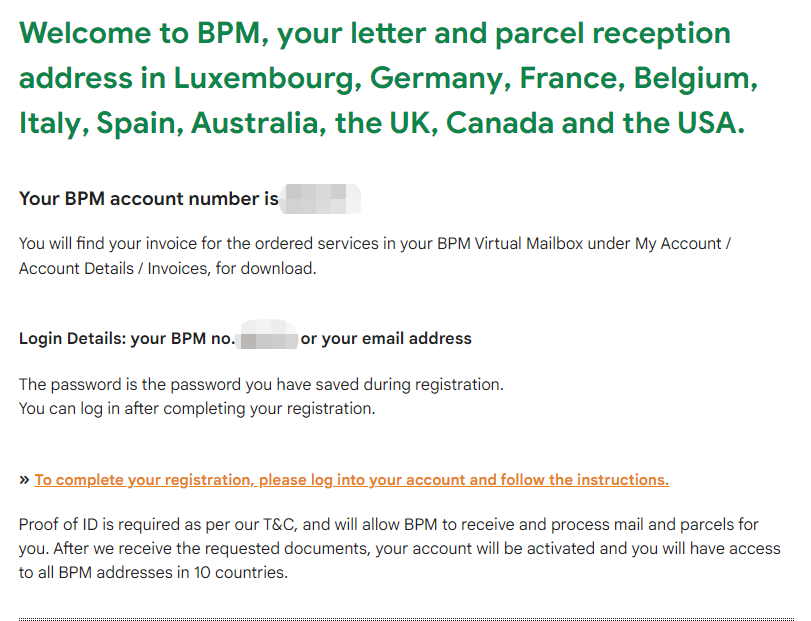 Welcome to BPM, your letter and parcel reception
address in Luxembourg, Germany, France, Belgium,
Italy, Spain, Australia, the UK, Canada and the USA.
Your BPM account number is
You will find your invoice for the ordered services in your BPM Virtual Mailbox under My Account /
Account Details / Invoices, for download.
Login Details: your BPM no. or your email address
The password is the password you have saved during registration.
You can log in after completing your registration.
» To complete your registration, please log into your account and follow the instructions.
Proof of ID is required as per our T&C, and will allow BPM to receive and process mail and parcels for
you. After we receive the requested documents, your account will be activated and you will have access
to all BPM addresses in 10 countries.